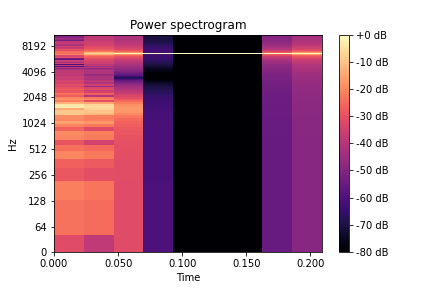 Power spectrogram
Hz
8192
4096
2048
1024
512
256
128
64
0
0.000 0.050 0.100 0.150 0.200
Time
+0 dB
-10 dB
-20 dB
-30 dB
-40 dB
-50 dB
-60 dB
-70 dB
-80 dB